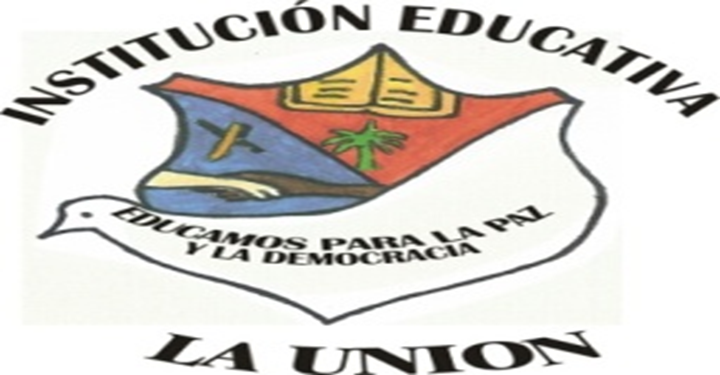 INSTITUCIÓN EDUCATIVA
EDUCAMOS PARA LA PAZ
Y LA DEMOCRACIA
LA UNION